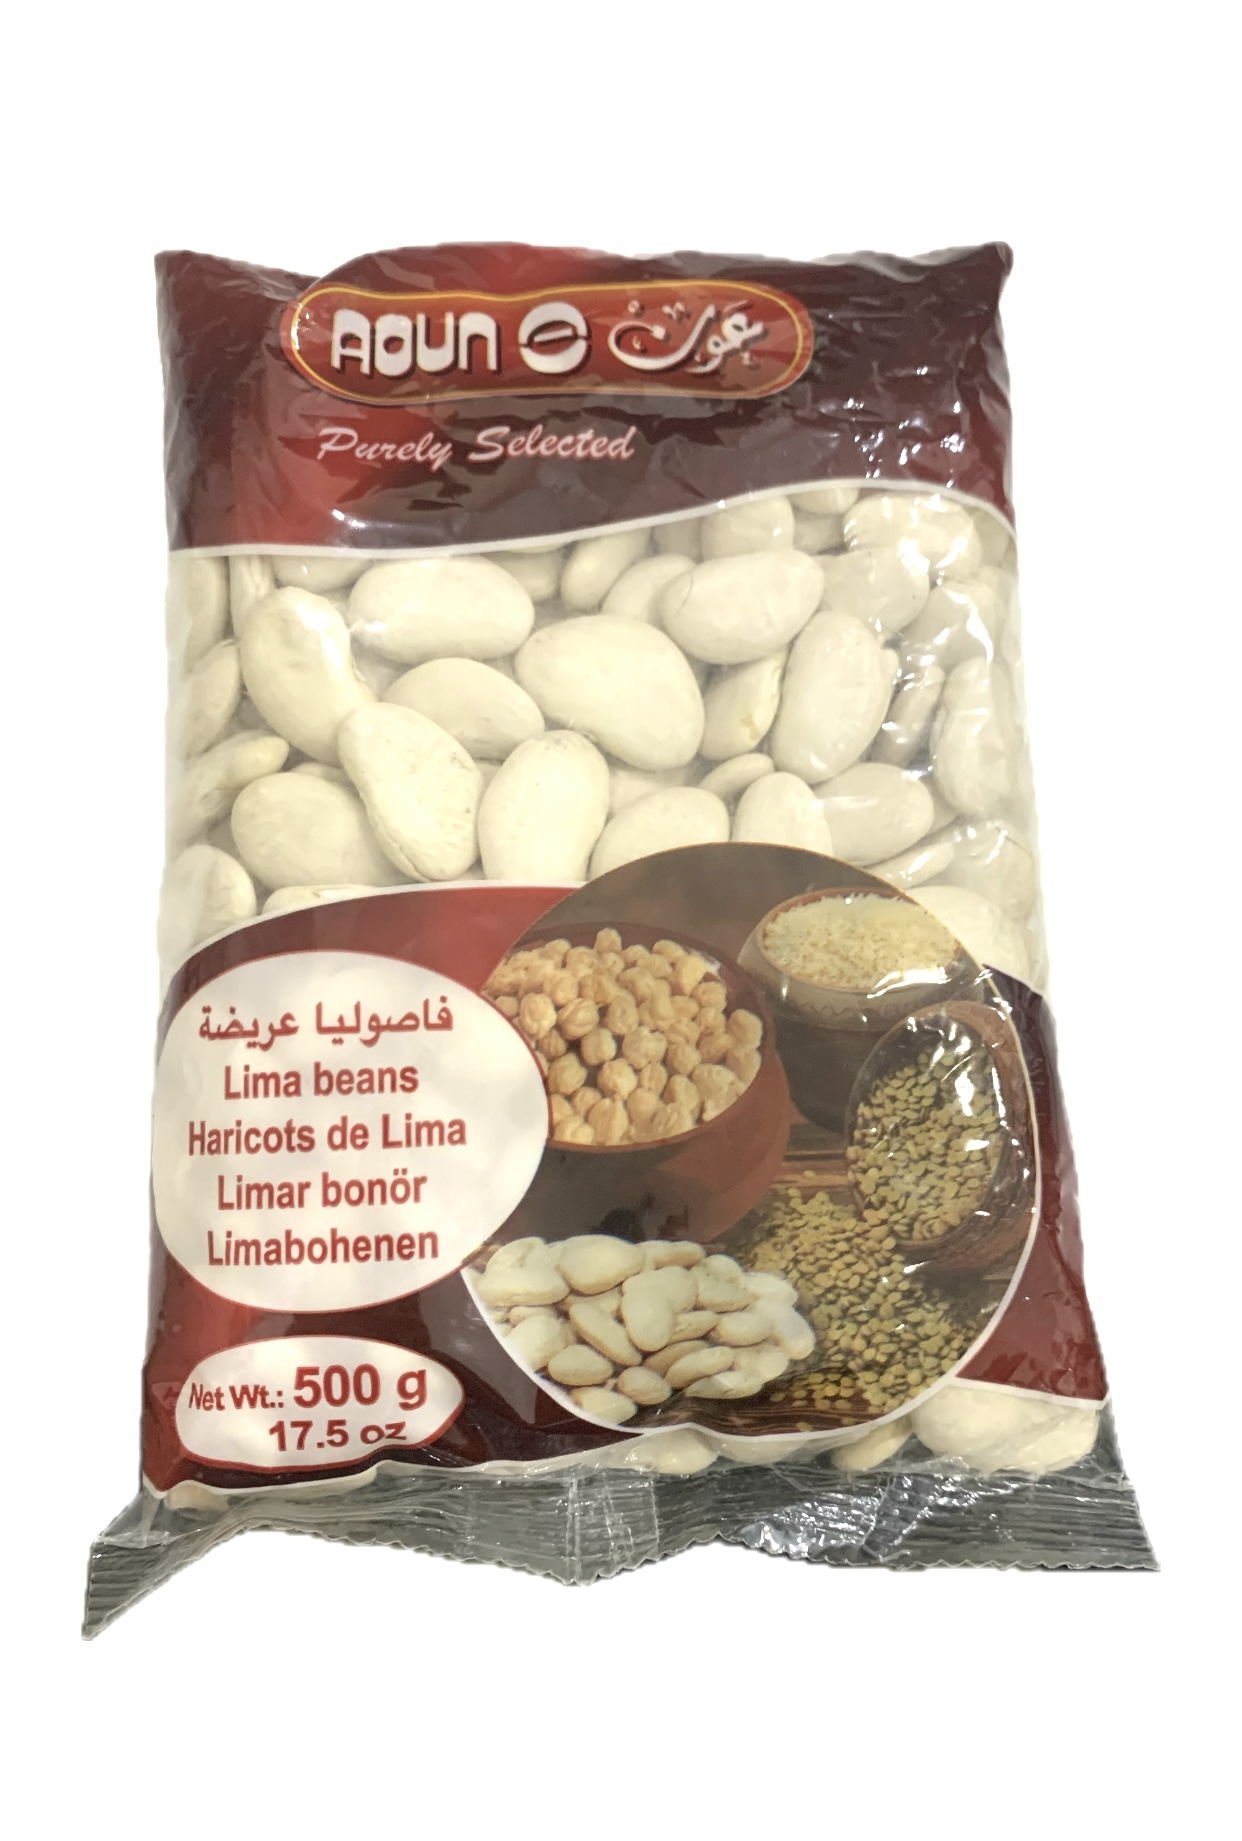 AOUN عون
Purely Selected
فاصوليا عريضة
Lima beans
Haricots de Lima
Limar bonör
Limabohenen
Net Wt.: 500 g
17.5 oz